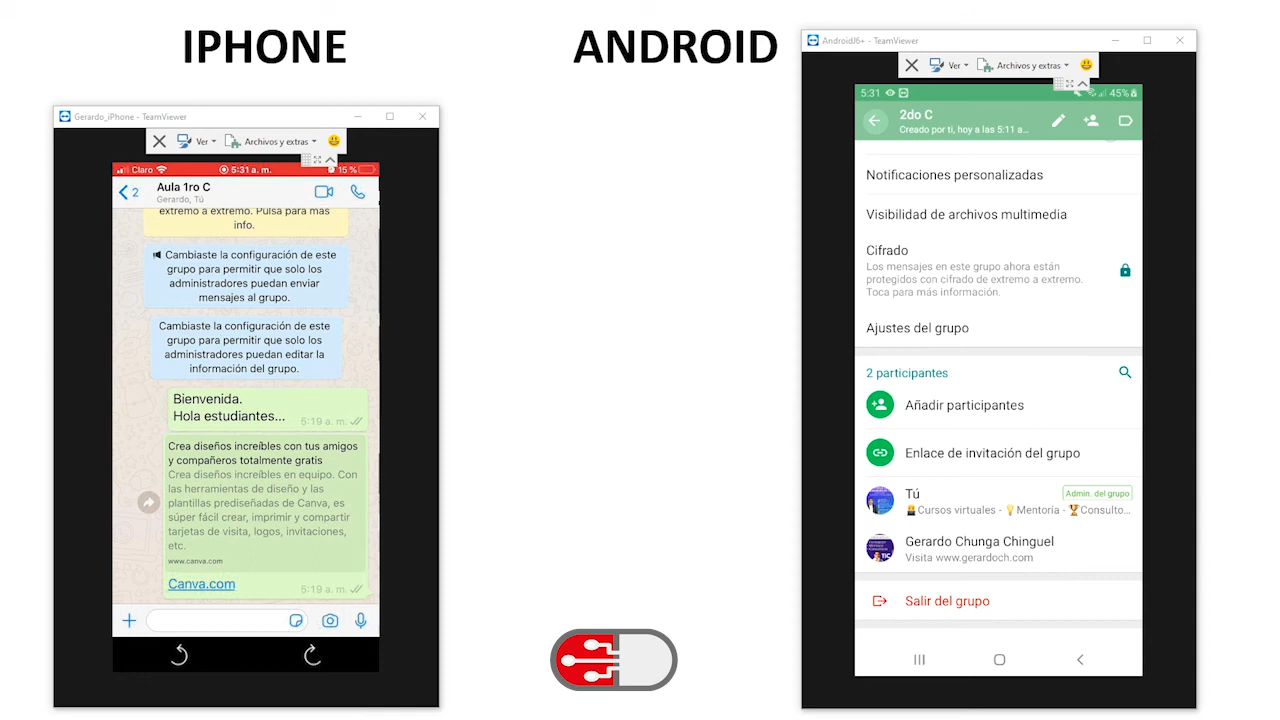 IPHONE
ANDROID
Gerardo_iPhone - TeamViewer
Ver
Archivos y extras
Claro
5:31 a. m.
15 %
2
Aula 1ro C
Gerardo, Tú
extremo a extremo. Pulsa para más
info.
Cambiaste la configuración de este
grupo para permitir que solo los
administradores puedan enviar
mensajes al grupo.
Cambiaste la configuración de este
grupo para permitir que solo los
administradores puedan editar la
información del grupo.
Bienvenida.
Hola estudiantes...
5:19 a. m.
Crea diseños increíbles con tus amigos
y compañeros totalmente gratis
Crea diseños increíbles en equipo. Con
las herramientas de diseño y las
plantillas prediseñadas de Canva, es
súper fácil crear, imprimir y compartir
tarjetas de visita, logos, invitaciones,
etc.
www.canva.com
Canva.com
5:19 a. m.
AndroidJ6+ - TeamViewer
Ver
Archivos y extras
5:31
45%
2do C
Creado por ti, hoy a las 5:11 a...
Notificaciones personalizadas
Visibilidad de archivos multimedia
Cifrado
Los mensajes en este grupo ahora están
protegidos con cifrado de extremo a extremo.
Toca para más información.
Ajustes del grupo
2 participantes
Añadir participantes
Enlace de invitación del grupo
Tú
Admin. del grupo
Cursos virtuales - Mentoría - Consulto...
Gerardo Chunga Chinguel
Visita www.gerardoch.com
Salir del grupo